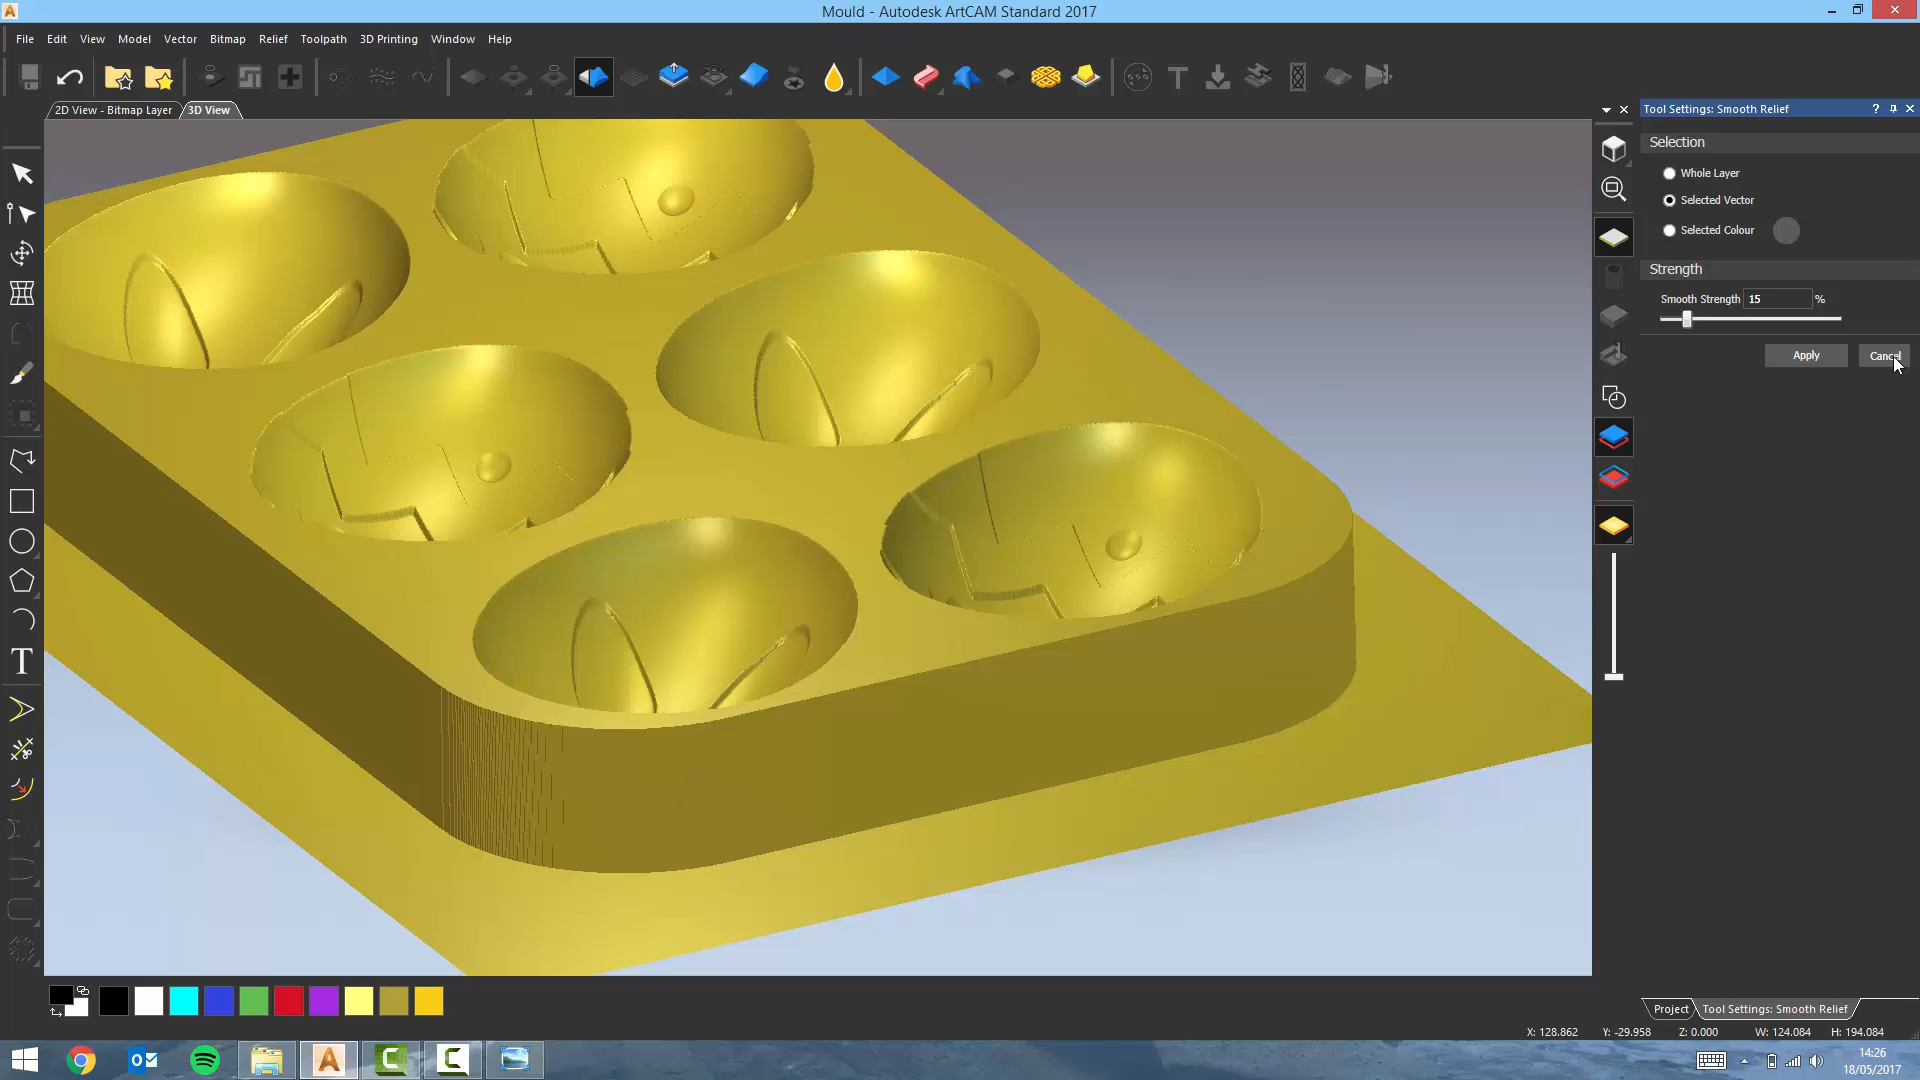 Mould - Autodesk ArtCAM Standard 2017
File Edit View Model Vector Bitmap Relief Toolpath 3D Printing Window Help
2D View - Bitmap Layer 3D View
Tool Settings: Smooth Relief
Selection
Whole Layer
Selected Vector
Selected Colour
Strength
Smooth Strength 15 %
Apply Cancel
Project Tool Settings: Smooth Relief
X: 128.862 Y: -29.958 Z: 0.000 W: 124.084 H: 194.084
14:26
18/05/2017